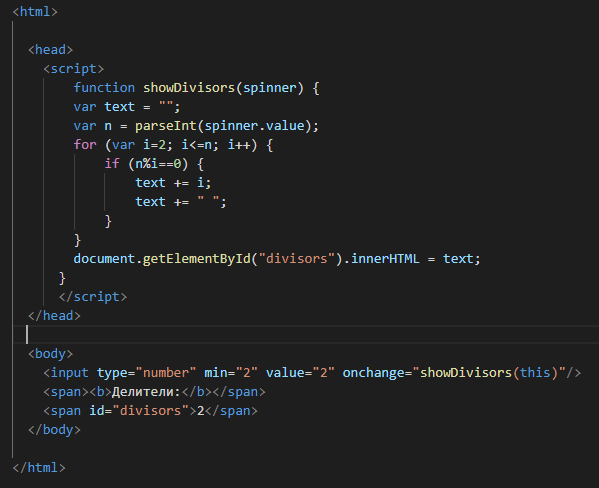 <html>
<head>
<script>
function showDivisors(spinner) {
var text = "";
var n = parseInt(spinner.value);
for (var i=2; i<=n; i++) {
if (n%i==0) {
text += i;
text += " ";
}
}
document.getElementById("divisors").innerHTML = text;
}
</script>
</head>
<body>
<input type="number" min="2" value="2" onchange="showDivisors(this)"/>
<span><b>Делители:</b></span>
<span id="divisors">2</span>
</body>
</html>